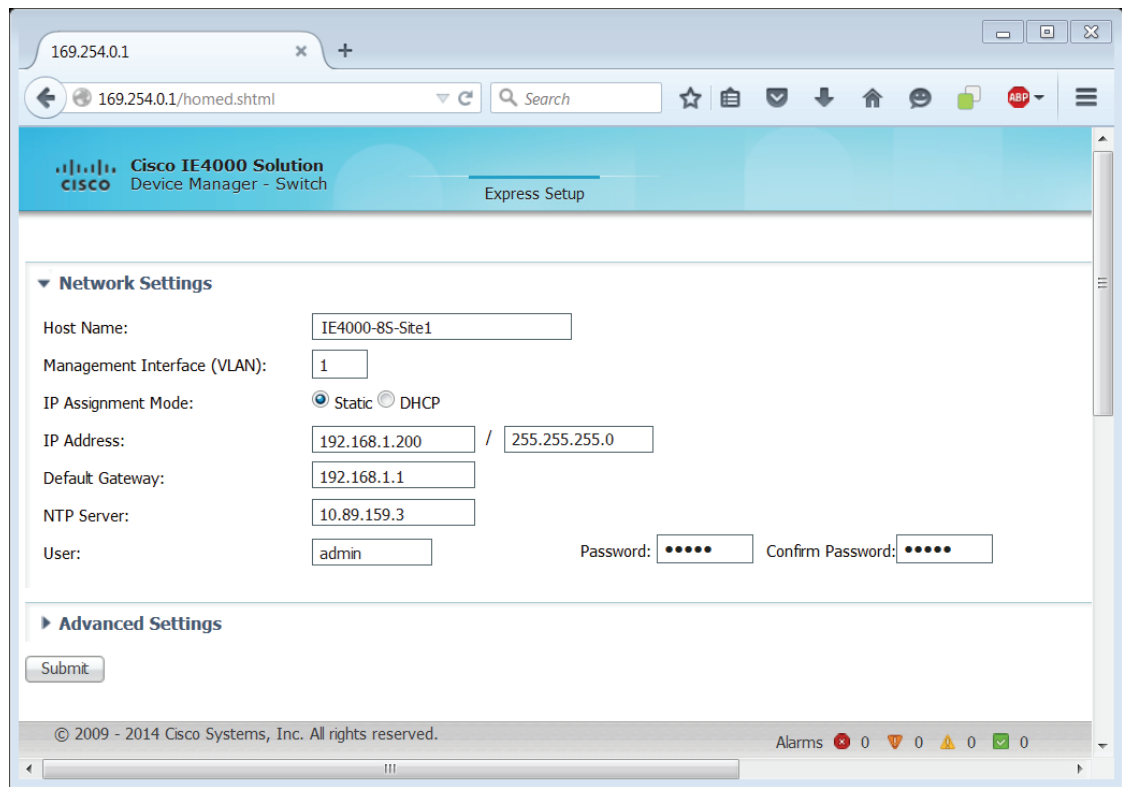 169.254.0.1
169.254.0.1/homed.shtml Search ABP
CISCO Cisco IE4000 Solution
Device Manager - Switch
Express Setup
Network Settings
Host Name: IE4000-8S-Site1
Management Interface (VLAN): 1
IP Assignment Mode: Static DHCP
IP Address: 192.168.1.200 / 255.255.255.0
Default Gateway: 192.168.1.1
NTP Server: 10.89.159.3
User: admin Password: ••••• Confirm Password: •••••
Advanced Settings
Submit
© 2009 - 2014 Cisco Systems, Inc. All rights reserved.
Alarms 0 0 0 0